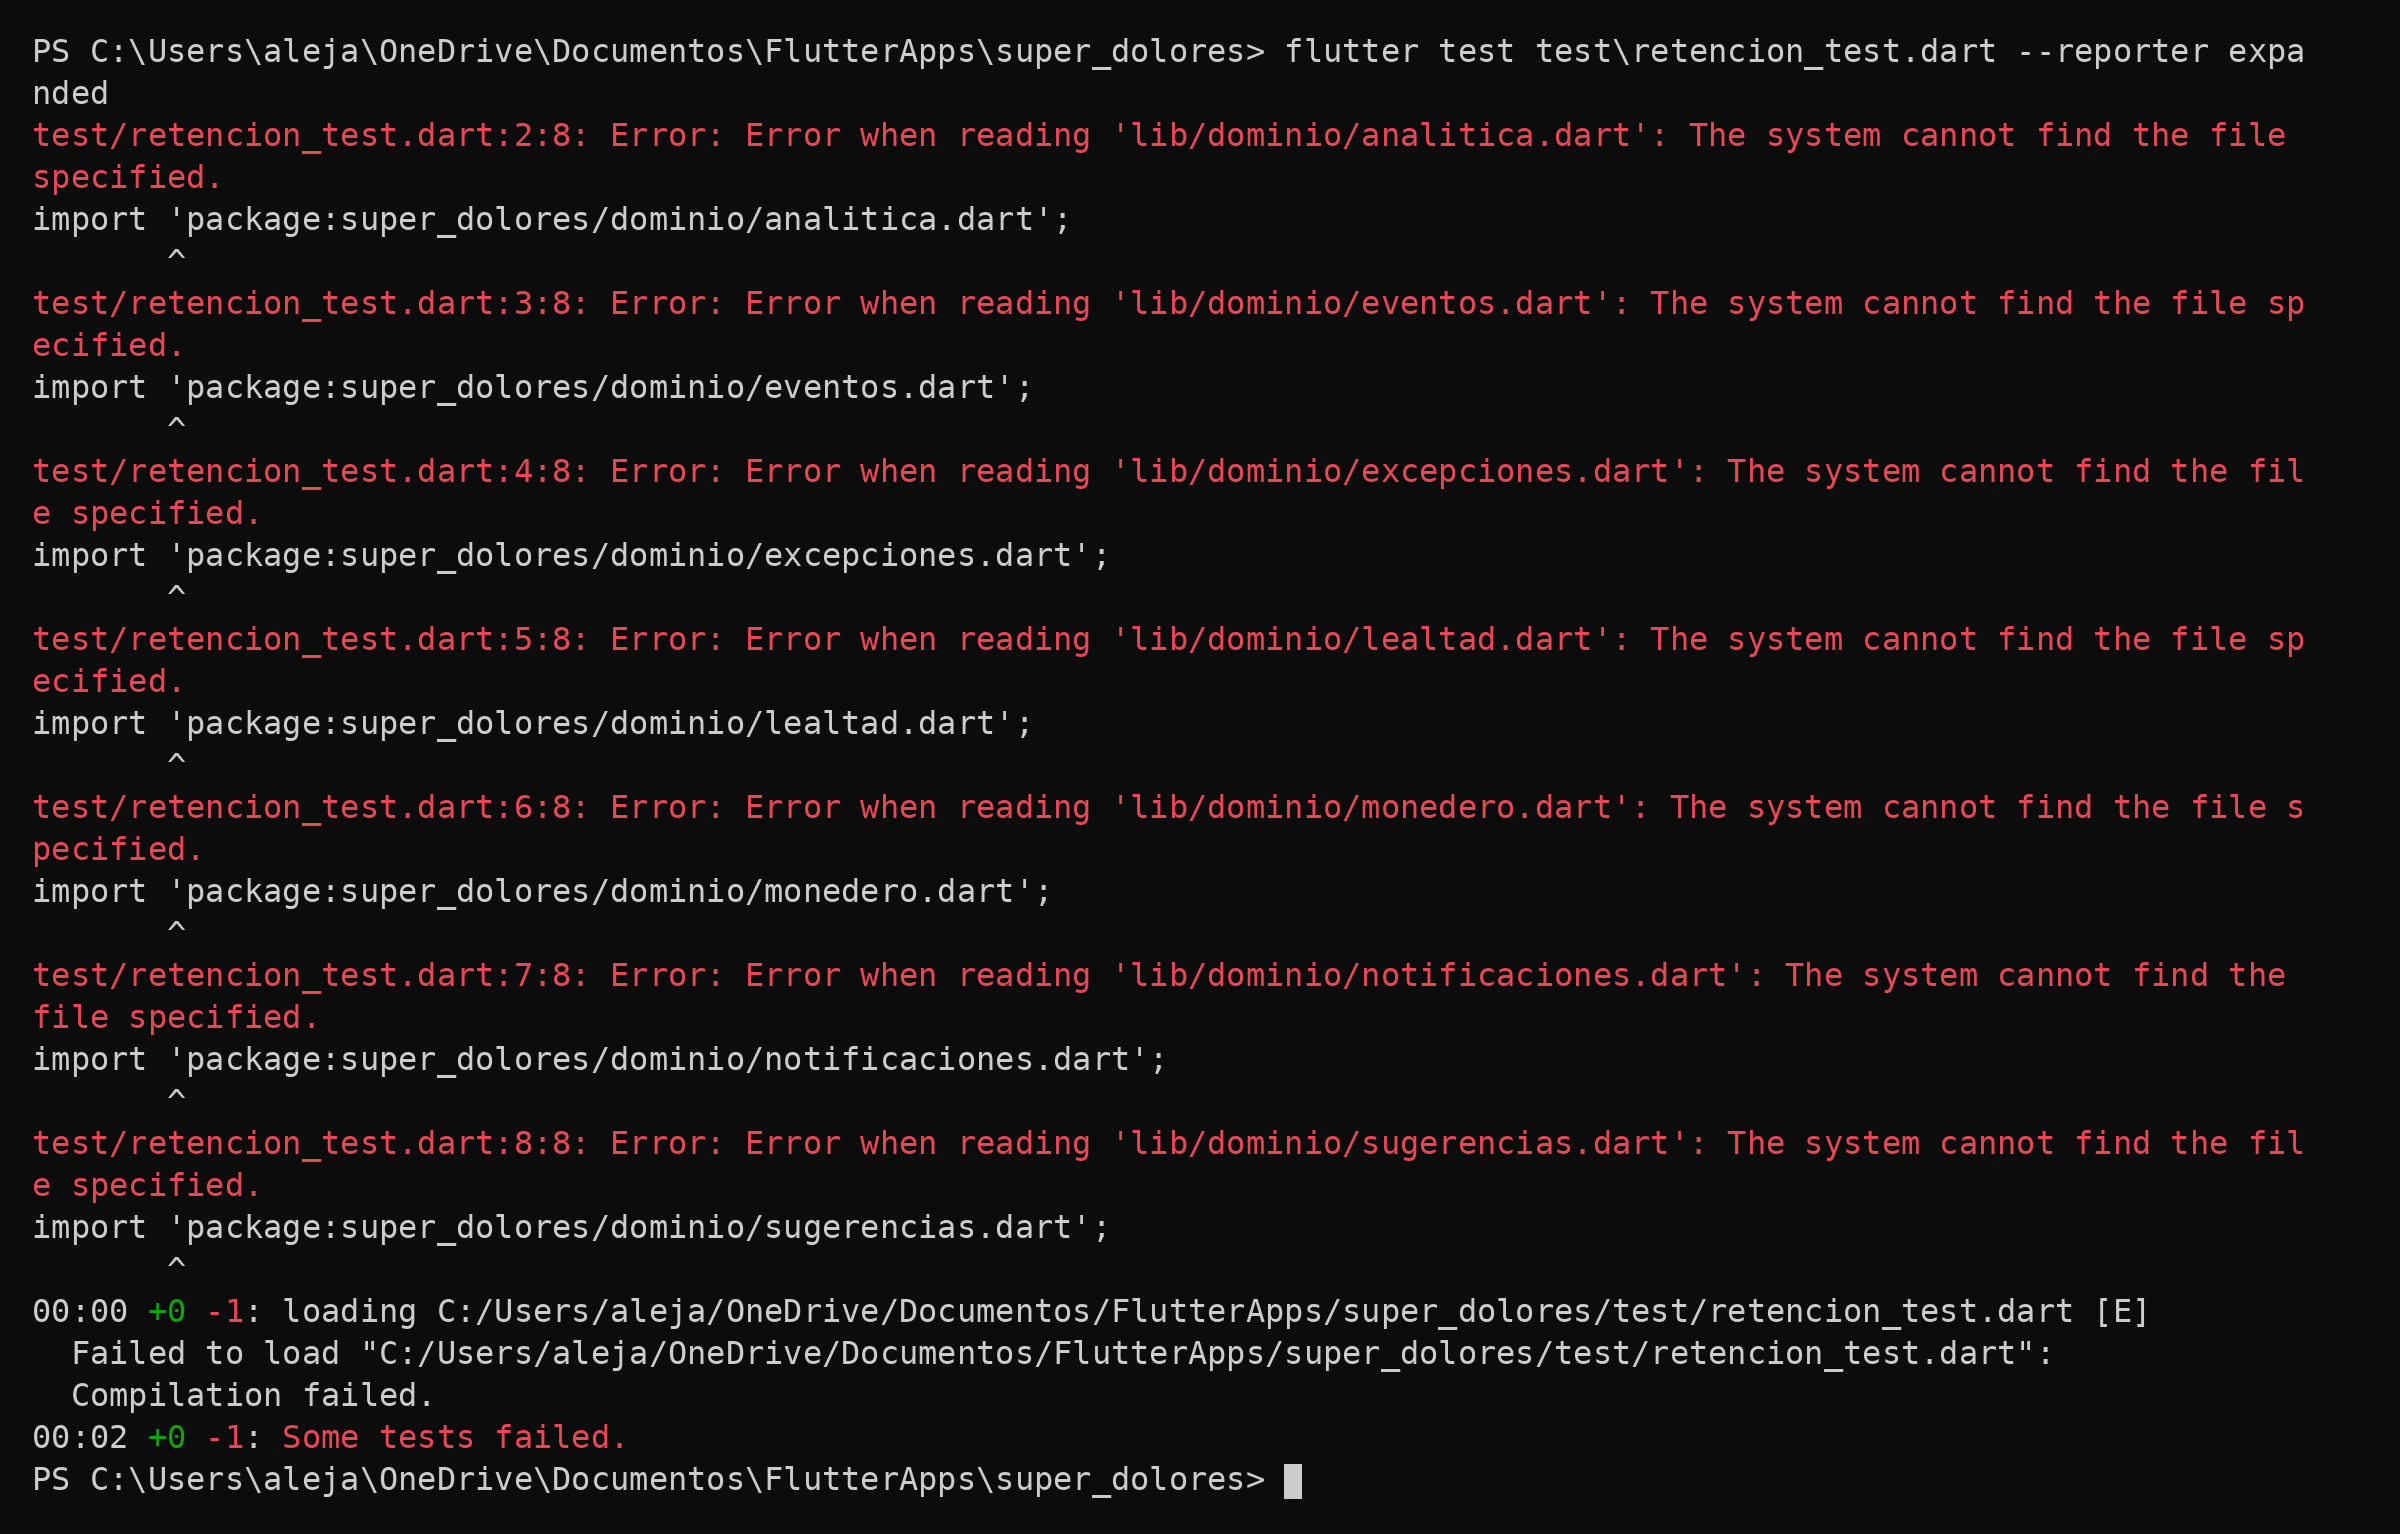 PS C:\Users\aleja\OneDrive\Documentos\FlutterApps\super_dolores> flutter test test\retencion_test.dart --reporter expa
nded
test/retencion_test.dart:2:8: Error: Error when reading 'lib/dominio/analitica.dart': The system cannot find the file
specified.
import 'package:super_dolores/dominio/analitica.dart';
       ^
test/retencion_test.dart:3:8: Error: Error when reading 'lib/dominio/eventos.dart': The system cannot find the file sp
ecified.
import 'package:super_dolores/dominio/eventos.dart';
       ^
test/retencion_test.dart:4:8: Error: Error when reading 'lib/dominio/excepciones.dart': The system cannot find the fil
e specified.
import 'package:super_dolores/dominio/excepciones.dart';
       ^
test/retencion_test.dart:5:8: Error: Error when reading 'lib/dominio/lealtad.dart': The system cannot find the file sp
ecified.
import 'package:super_dolores/dominio/lealtad.dart';
       ^
test/retencion_test.dart:6:8: Error: Error when reading 'lib/dominio/monedero.dart': The system cannot find the file s
pecified.
import 'package:super_dolores/dominio/monedero.dart';
       ^
test/retencion_test.dart:7:8: Error: Error when reading 'lib/dominio/notificaciones.dart': The system cannot find the
file specified.
import 'package:super_dolores/dominio/notificaciones.dart';
       ^
test/retencion_test.dart:8:8: Error: Error when reading 'lib/dominio/sugerencias.dart': The system cannot find the fil
e specified.
import 'package:super_dolores/dominio/sugerencias.dart';
       ^
00:00 +0 -1: loading C:/Users/aleja/OneDrive/Documentos/FlutterApps/super_dolores/test/retencion_test.dart [E]
  Failed to load "C:/Users/aleja/OneDrive/Documentos/FlutterApps/super_dolores/test/retencion_test.dart":
  Compilation failed.
00:02 +0 -1: Some tests failed.
PS C:\Users\aleja\OneDrive\Documentos\FlutterApps\super_dolores>